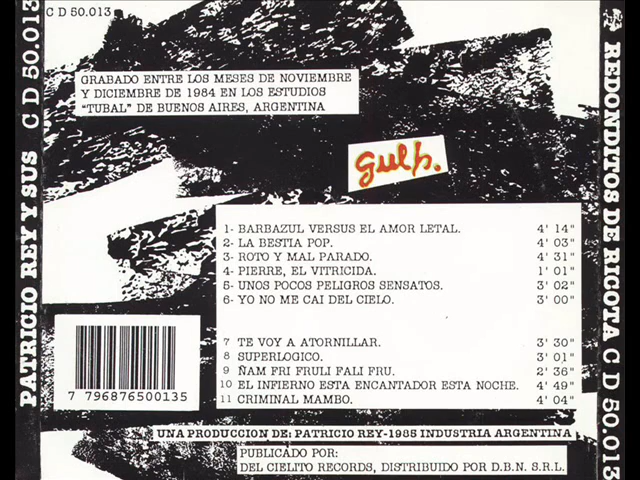 CD 50.013
GRABADO ENTRE LOS MESES DE NOVIEMBRE
Y DICIEMBRE DE 1984 EN LOS ESTUDIOS
"TUBAL" DE BUENOS AIRES, ARGENTINA
gulp.
1- BARBAZUL VERSUS EL AMOR LETAL. 4' 14"
2- LA BESTIA POP. 4' 03"
3- ROTO Y MAL PARADO. 4' 31"
4- PIERRE, EL VITRICIDA. 1' 01"
5- UNOS POCOS PELIGROS SENSATOS. 3' 02"
6- YO NO ME CAI DEL CIELO. 3' 00"
7 TE VOY A ATORNILLAR. 3' 30"
8 SUPERLOGICO. 3' 01"
9 ÑAM FRI FRULI FALI FRU. 2' 36"
10 EL INFIERNO ESTA ENCANTADOR ESTA NOCHE. 4' 49"
11 CRIMINAL MAMBO. 4' 04"
7 796876500135
UNA PRODUCCION DE: PATRICIO REY-1985 INDUSTRIA ARGENTINA
PUBLICADO POR:
DEL CIELITO RECORDS, DISTRIBUIDO POR D.B.N. S.R.L.
PATRICIO REY Y SUS CD 50.013
REDONDITOS DE RICOTA CD 50.013